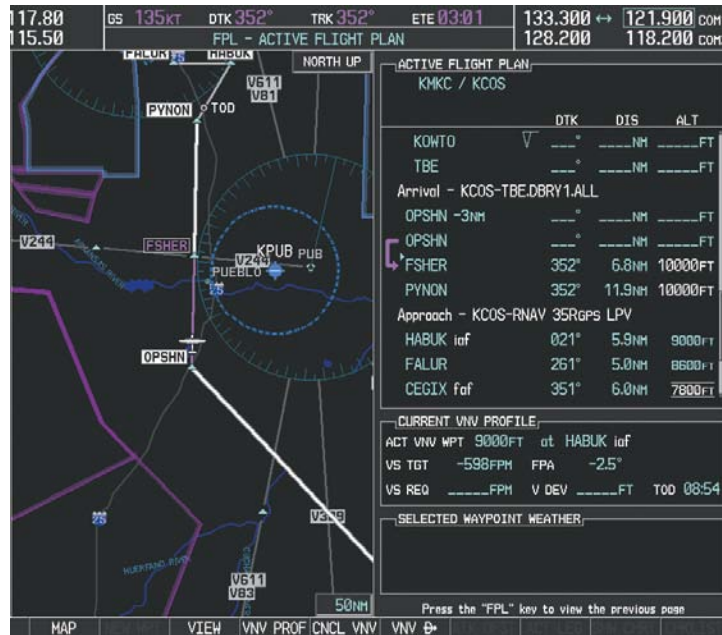 117.80
115.50
GS 135KT DTK 352° TRK 352° ETE 03:01
FPL - ACTIVE FLIGHT PLAN
133.300 ↔ 121.900 COM
128.200 118.200 COM
NORTH UP
FALUR
HABUK
25
V611
V81
PYNON
TOD
V244
FSHER
V244
KPUB
PUB
PUEBLO
25
ARKANSAS RIVER
OPSHN
25
HUERFANO RIVER
V611
V83
50NM
ACTIVE FLIGHT PLAN
KMKC / KCOS
DTK DIS ALT
KOWTO ___° ____NM _____FT
TBE ___° ____NM _____FT
Arrival - KCOS-TBE.DBRY1.ALL
OPSHN -3NM ___° ____NM _____FT
OPSHN ___° ____NM _____FT
FSHER 352° 6.8NM 10000FT
PYNON 352° 11.9NM 10000FT
Approach - KCOS-RNAV 35RGPS LPV
HABUK iaf 021° 5.9NM 9000FT
FALUR 261° 5.0NM 8600FT
CEGIX faf 351° 6.0NM 7800FT
CURRENT VNV PROFILE
ACT VNV WPT 9000FT at HABUK iaf
VS TGT -598FPM FPA -2.5°
VS REQ _____FPM V DEV _____FT TOD 08:54
SELECTED WAYPOINT WEATHER
Press the "FPL" key to view the previous page
MAP VIEW VNV PROF CNCL VNV VNV D